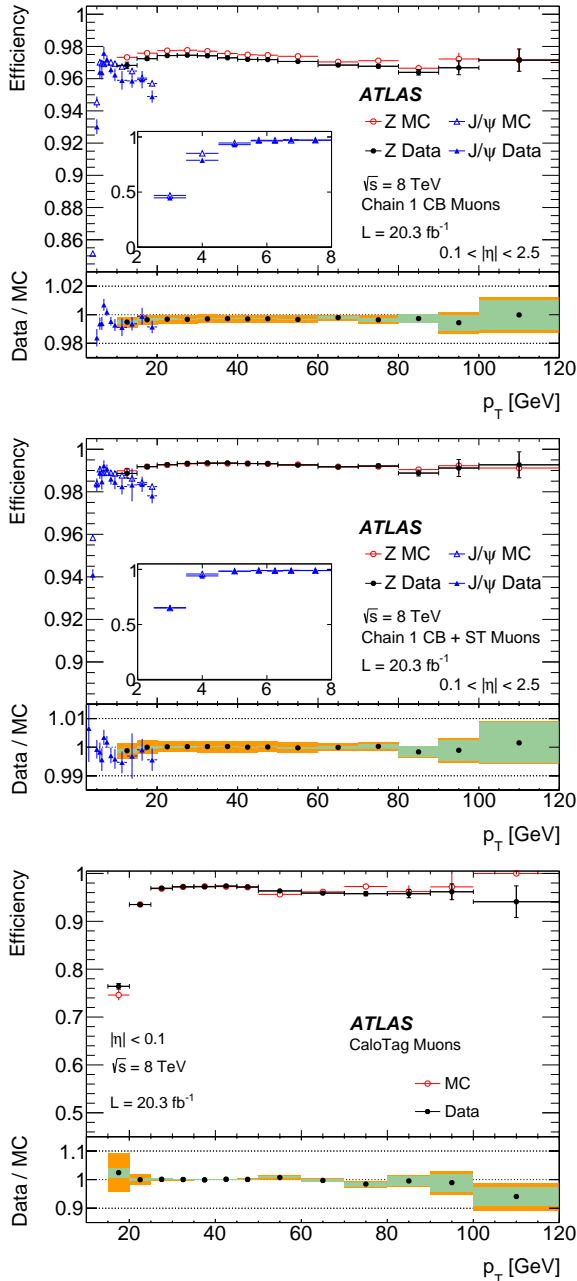 Efficiency
1
0.98
0.96
0.94
0.92
0.9
0.88
0.86
ATLAS
Z MC J/ψ MC
Z Data J/ψ Data
√s = 8 TeV
Chain 1 CB Muons
L = 20.3 fb⁻¹
0.1 < |η| < 2.5
1
0.5
0
2 4 6 8
Data / MC
1.02
1
0.98
20 40 60 80 100 120
p_T [GeV]
Efficiency
1
0.98
0.96
0.94
0.92
0.9
ATLAS
Z MC J/ψ MC
Z Data J/ψ Data
√s = 8 TeV
Chain 1 CB + ST Muons
L = 20.3 fb⁻¹
0.1 < |η| < 2.5
1
0.5
0
2 4 6 8
Data / MC
1.01
1
0.99
20 40 60 80 100 120
p_T [GeV]
Efficiency
1
0.9
0.8
0.7
0.6
0.5
|η| < 0.1
√s = 8 TeV
L = 20.3 fb⁻¹
ATLAS
CaloTag Muons
MC
Data
Data / MC
1.1
1.0
0.9
20 40 60 80 100 120
p_T [GeV]